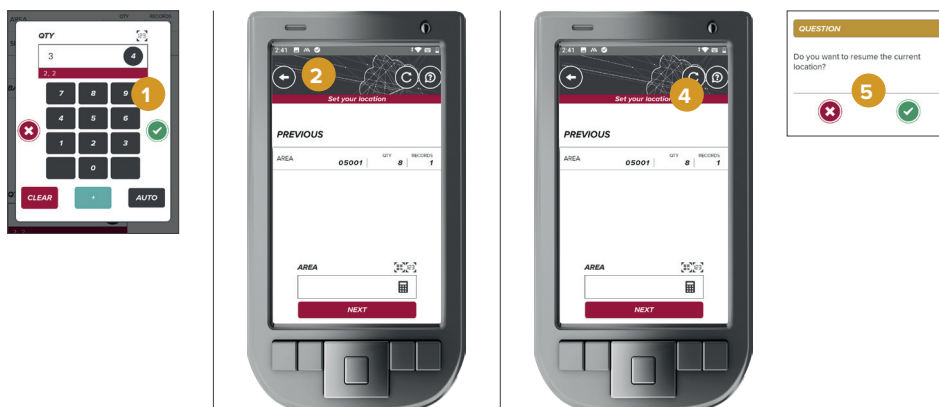 AREA QTY RECORDS
QTY
123
3 4
2, 2
7 8 9
1
4 5 6
1 2 3
0
CLEAR + AUTO
2:41
2
Set your location
PREVIOUS
AREA 05001 QTY 8 RECORDS 1
AREA
123
NEXT
2:41
4
Set your location
PREVIOUS
AREA 05001 QTY 8 RECORDS 1
AREA
123
NEXT
QUESTION
Do you want to resume the current
location?
5